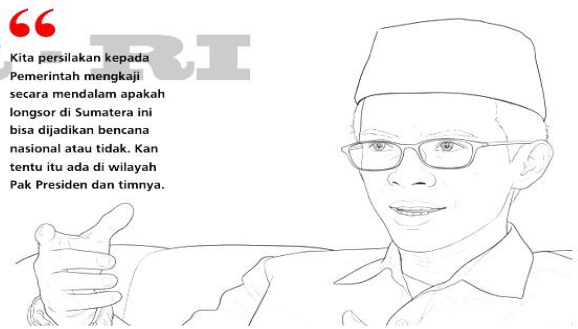 - RI
Kita persilakan kepada
Pemerintah mengkaji
secara mendalam apakah
longsor di Sumatera ini
bisa dijadikan bencana
nasional atau tidak. Kan
tentu itu ada di wilayah
Pak Presiden dan timnya.